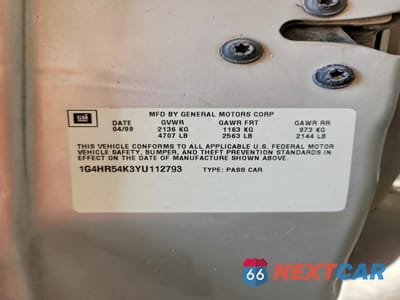 GM
MFD BY GENERAL MOTORS CORP
DATE GVWR GAWR FRT GAWR RR
04/99 2136 KG 1163 KG 973 KG
4707 LB 2563 LB 2144 LB
THIS VEHICLE CONFORMS TO ALL APPLICABLE U.S. FEDERAL MOTOR
VEHICLE SAFETY, BUMPER, AND THEFT PREVENTION STANDARDS
IN EFFECT ON THE DATE OF MANUFACTURE SHOWN ABOVE.
1G4HR54K3YU112793 TYPE: PASS CAR
66 NEXTCAR